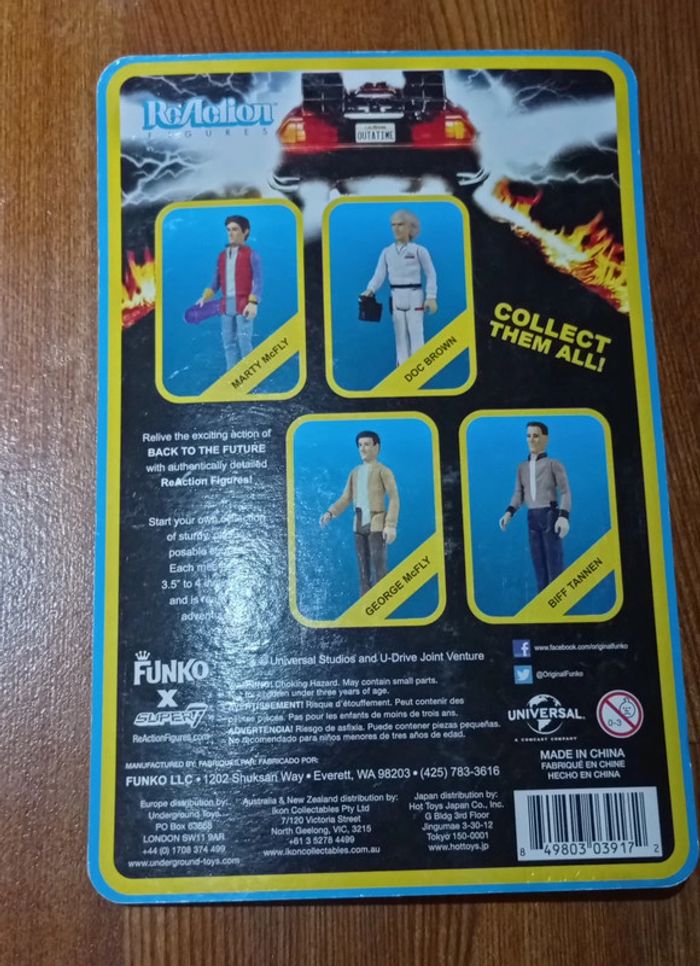 ReAction
FIGURES
OUTATIME
MARTY McFLY
DOC BROWN
COLLECT
THEM ALL!
Relive the exciting action of
BACK TO THE FUTURE
with authentically detailed
ReAction Figures!
Start your own
of sturdy,
posable
Each
3.5" to 4
and is
GEORGE McFLY
BIFF TANNEN
FUNKO
X
SUPER7
ReActionFigures.com
© Universal Studios and U-Drive Joint Venture
Choking Hazard. May contain small parts.
children under three years of age.
AVERTISSEMENT! Risque d'étouffement. Peut contenir des
petites pièces. Pas pour les enfants de moins de trois ans.
ADVERTENCIA! Riesgo de asfixia. Puede contener piezas pequeñas.
No recomendado para niños menores de tres años de edad.
www.facebook.com/originalfunko
@OriginalFunko
UNIVERSAL
A COMCAST COMPANY
0-3
MADE IN CHINA
FABRIQUÉ EN CHINE
HECHO EN CHINA
MANUFACTURED BY: FABRIQUÉ PAR: FABRICADO POR:
FUNKO LLC • 1202 Shuksan Way • Everett, WA 98203 • (425) 783-3616
Europe distribution by:
Underground Toys
PO Box
LONDON SW11 9AR
+44 (0) 1708 374 499
www.underground-toys.com
Australia & New Zealand distribution by:
Ikon Collectables Pty Ltd
7/120 Victoria Street
North Geelong, VIC, 3215
+61 3 5278 4499
www.ikoncollectables.com.au
Japan distribution by:
Hot Toys Japan Co., Inc.
G Bldg 3rd Floor
Jingumae 3-30-12
Tokyo 150-0001
www.hottoys.jp
8 49803 03917 2